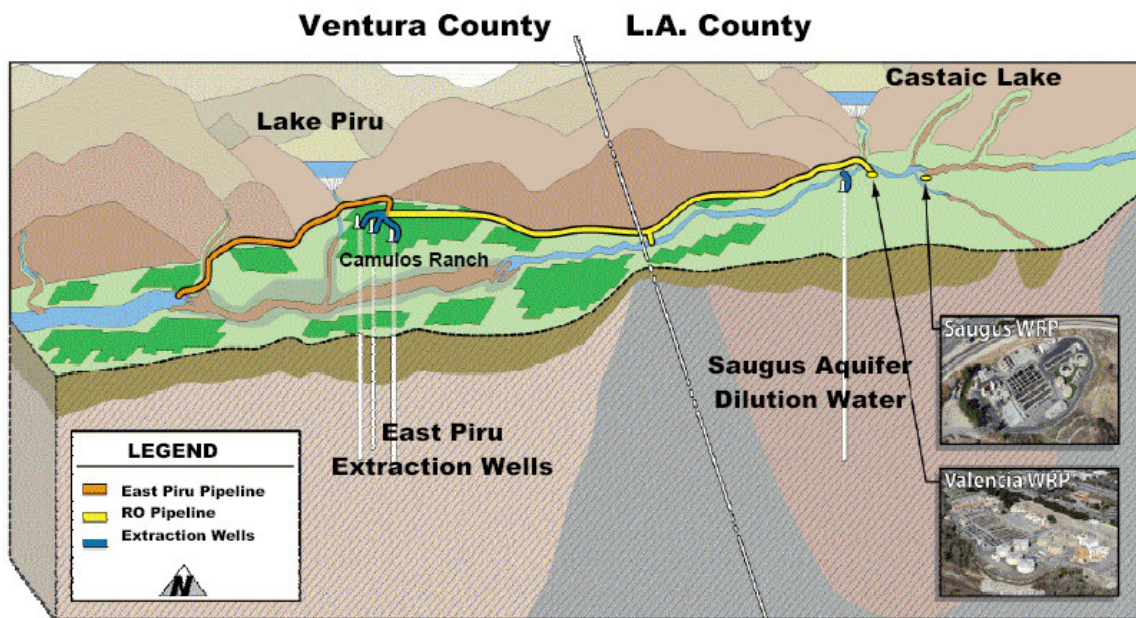 Ventura County
L.A. County
Castaic Lake
Lake Piru
Camulos Ranch
Saugus WRP
Saugus Aquifer
Dilution Water
East Piru
Extraction Wells
Valencia WRP
LEGEND
East Piru Pipeline
RO Pipeline
Extraction Wells
N